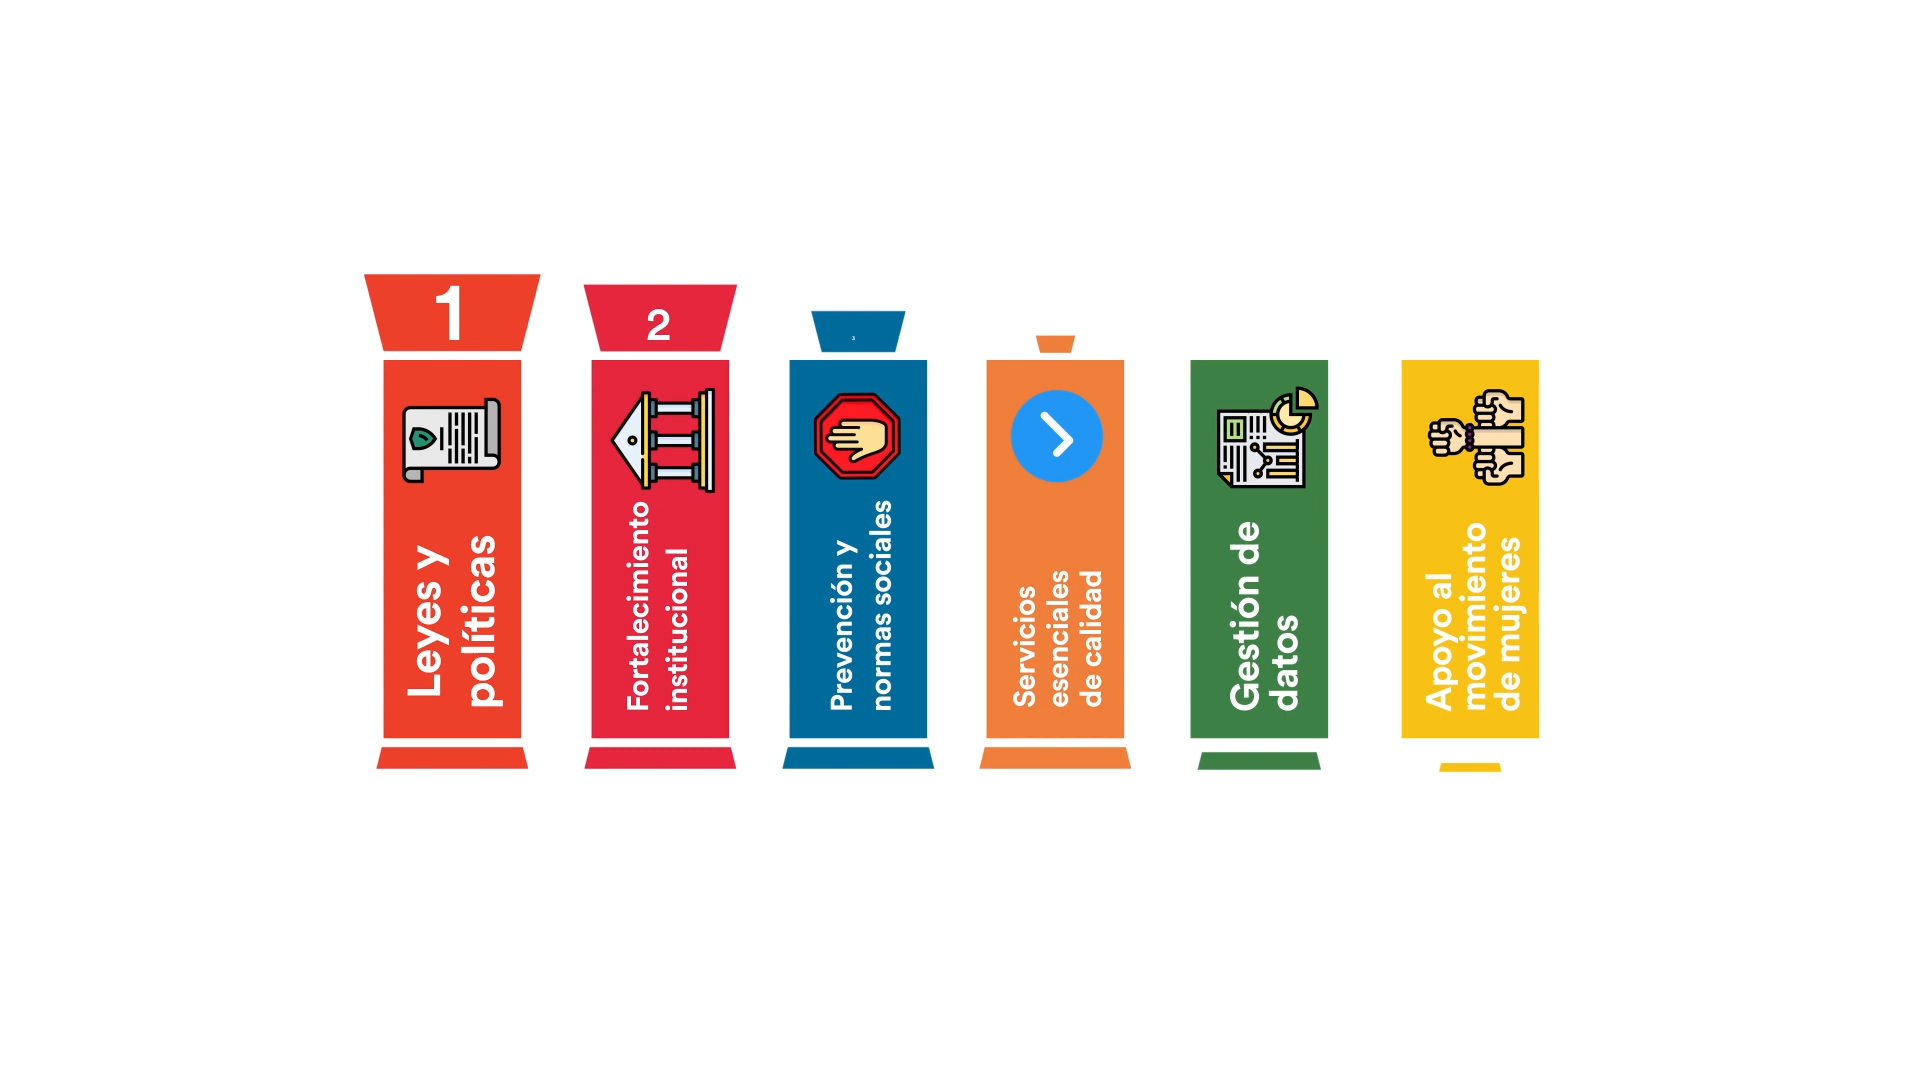 1
Leyes y
políticas
2
Fortalecimiento
institucional
3
Prevención y
normas sociales
Servicios
esenciales
de calidad
Gestión de
datos
Apoyo al
movimiento
de mujeres